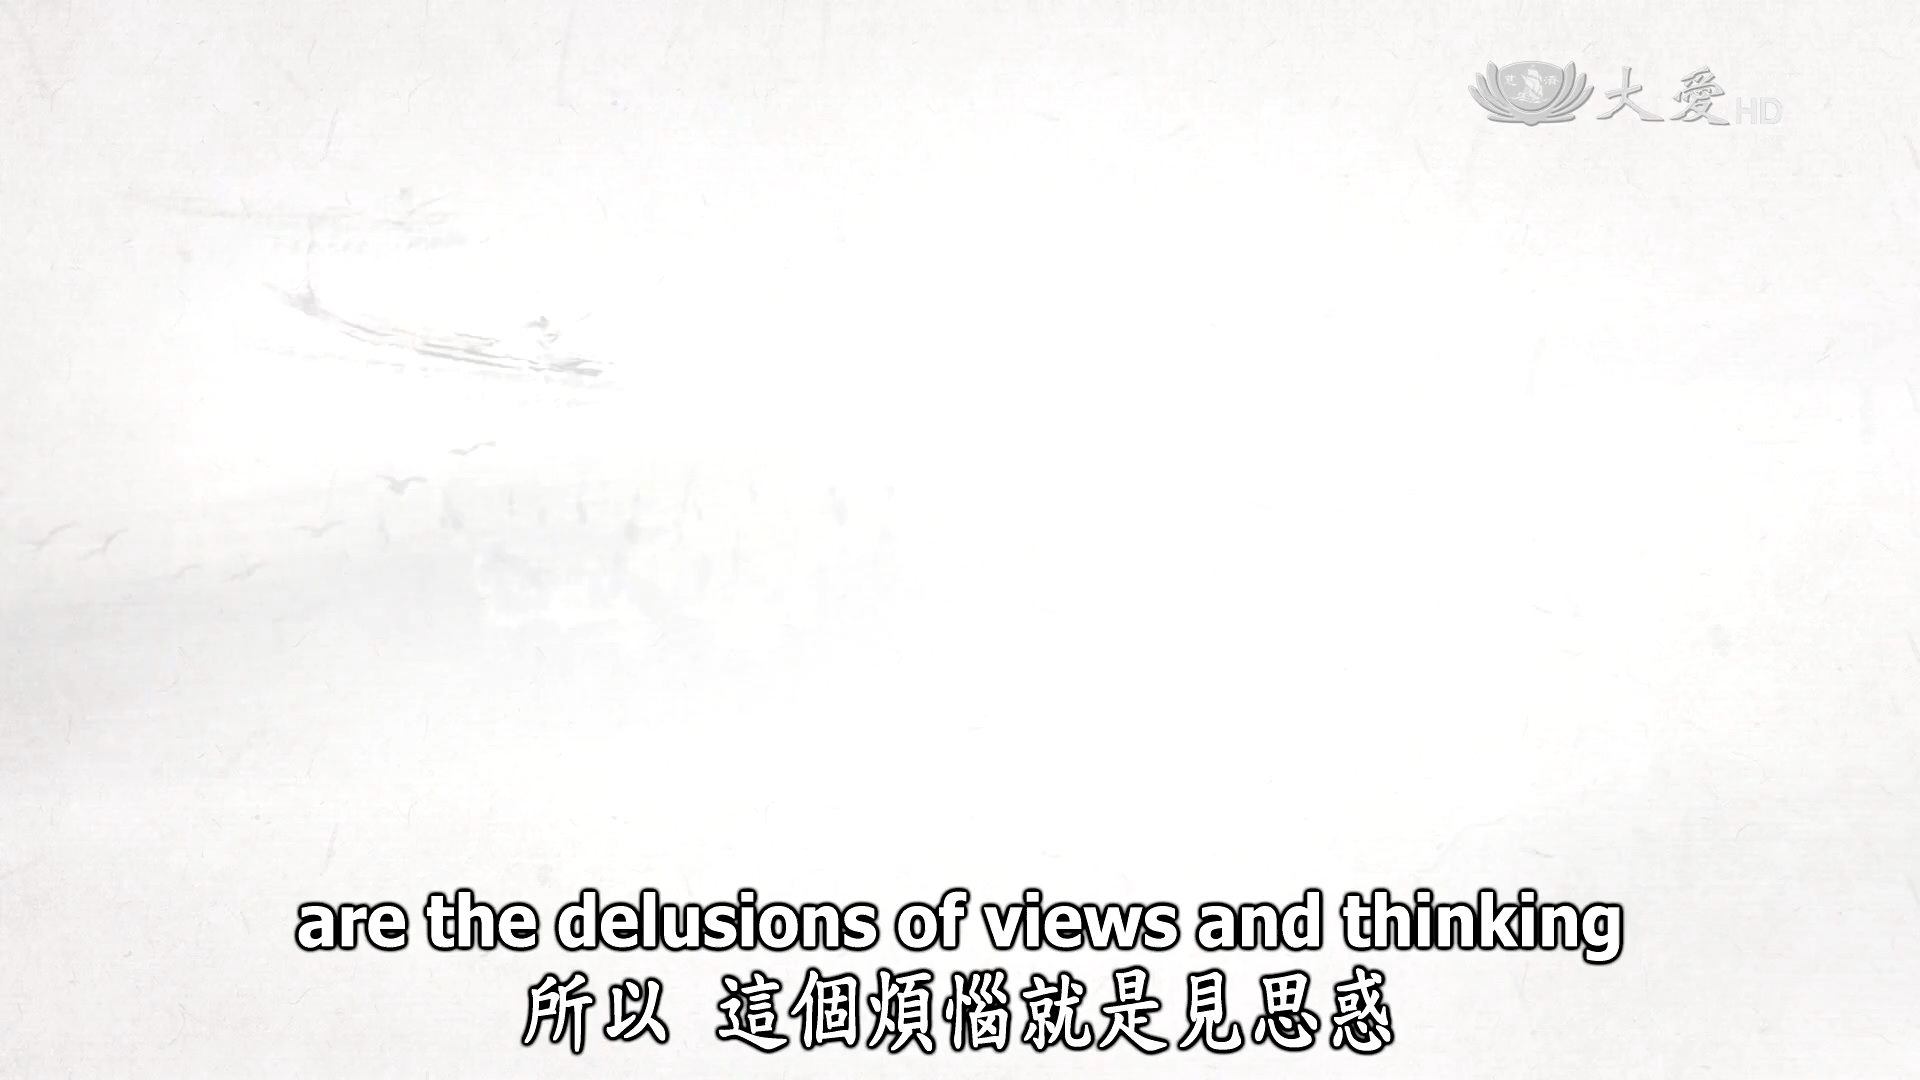 大愛HD
are the delusions of views and thinking
所以 這個煩惱就是見思惑